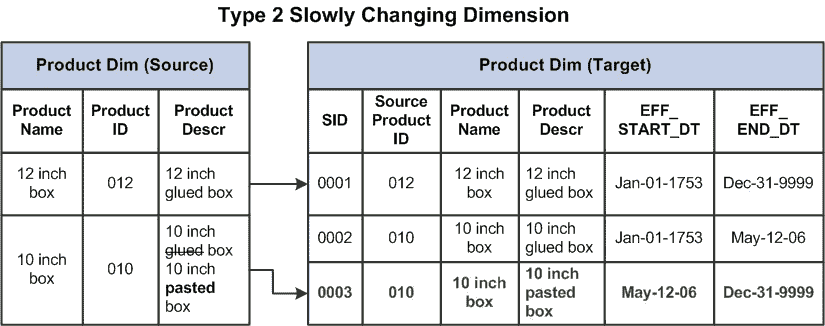 Type 2 Slowly Changing Dimension
Product Dim (Source)
Product
Name
Product
ID
Product
Descr
12 inch
box
012
12 inch
glued box
10 inch
box
010
10 inch
glued box
10 inch
pasted
box
Product Dim (Target)
SID
Source
Product
ID
Product
Name
Product
Descr
EFF_
START_DT
EFF_
END_DT
0001
012
12 inch
box
12 inch
glued box
Jan-01-1753
Dec-31-9999
0002
010
10 inch
box
10 inch
glued box
Jan-01-1753
May-12-06
0003
010
10 inch
box
10 inch
pasted
box
May-12-06
Dec-31-9999